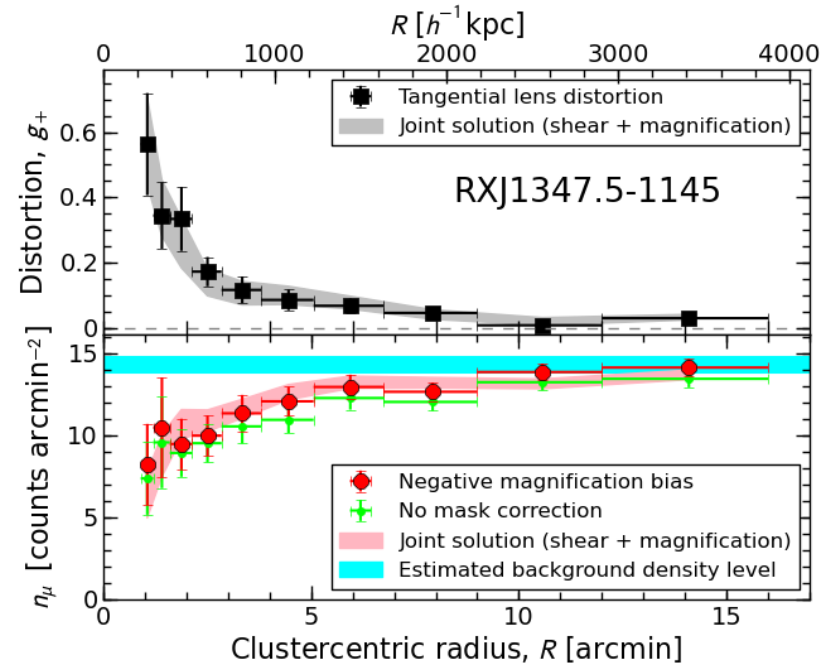 R [h⁻¹ kpc]
0 1000 2000 3000 4000
Tangential lens distortion
Joint solution (shear + magnification)
RXJ1347.5-1145
Distortion, g₊
0.6
0.4
0.2
0
15
10
5
0
n_μ [counts arcmin⁻²]
Negative magnification bias
No mask correction
Joint solution (shear + magnification)
Estimated background density level
0 5 10 15
Clustercentric radius, R [arcmin]